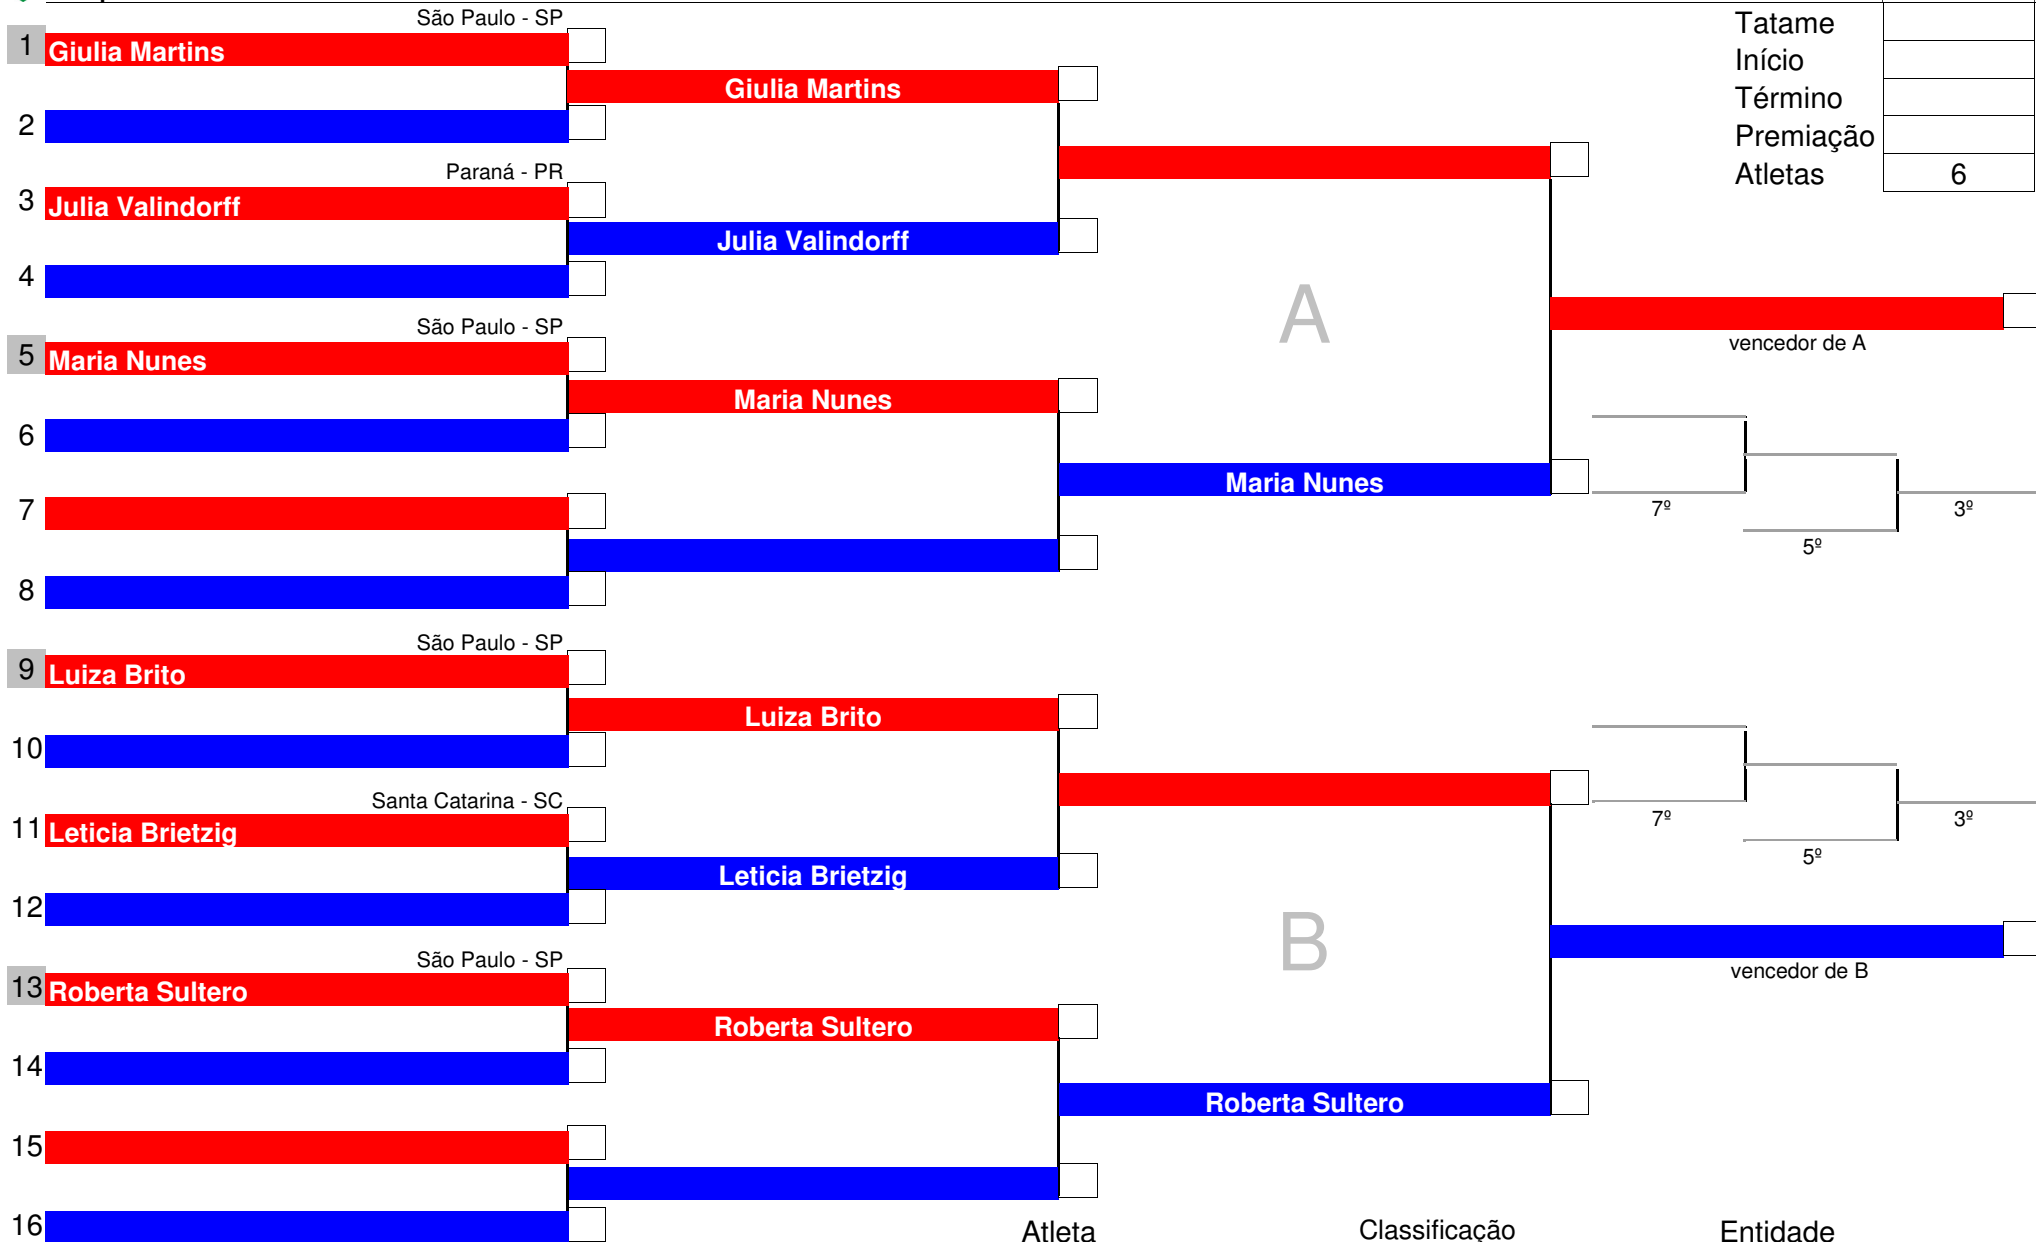 São Paulo - SP
Tatame
1 Giulia Martins
Início
Giulia Martins
Término
2
Premiação
Paraná - PR
Atletas 6
3 Julia Valindorff
Julia Valindorff
4
A
São Paulo - SP
vencedor de A
5 Maria Nunes
Maria Nunes
6
Maria Nunes
7
7º 3º
5º
8
São Paulo - SP
9 Luiza Brito
Luiza Brito
10
Santa Catarina - SC
7º 3º
11 Leticia Brietzig
5º
Leticia Brietzig
12
B
São Paulo - SP
vencedor de B
13 Roberta Sultero
Roberta Sultero
14
Roberta Sultero
15
16
Atleta Classificação Entidade